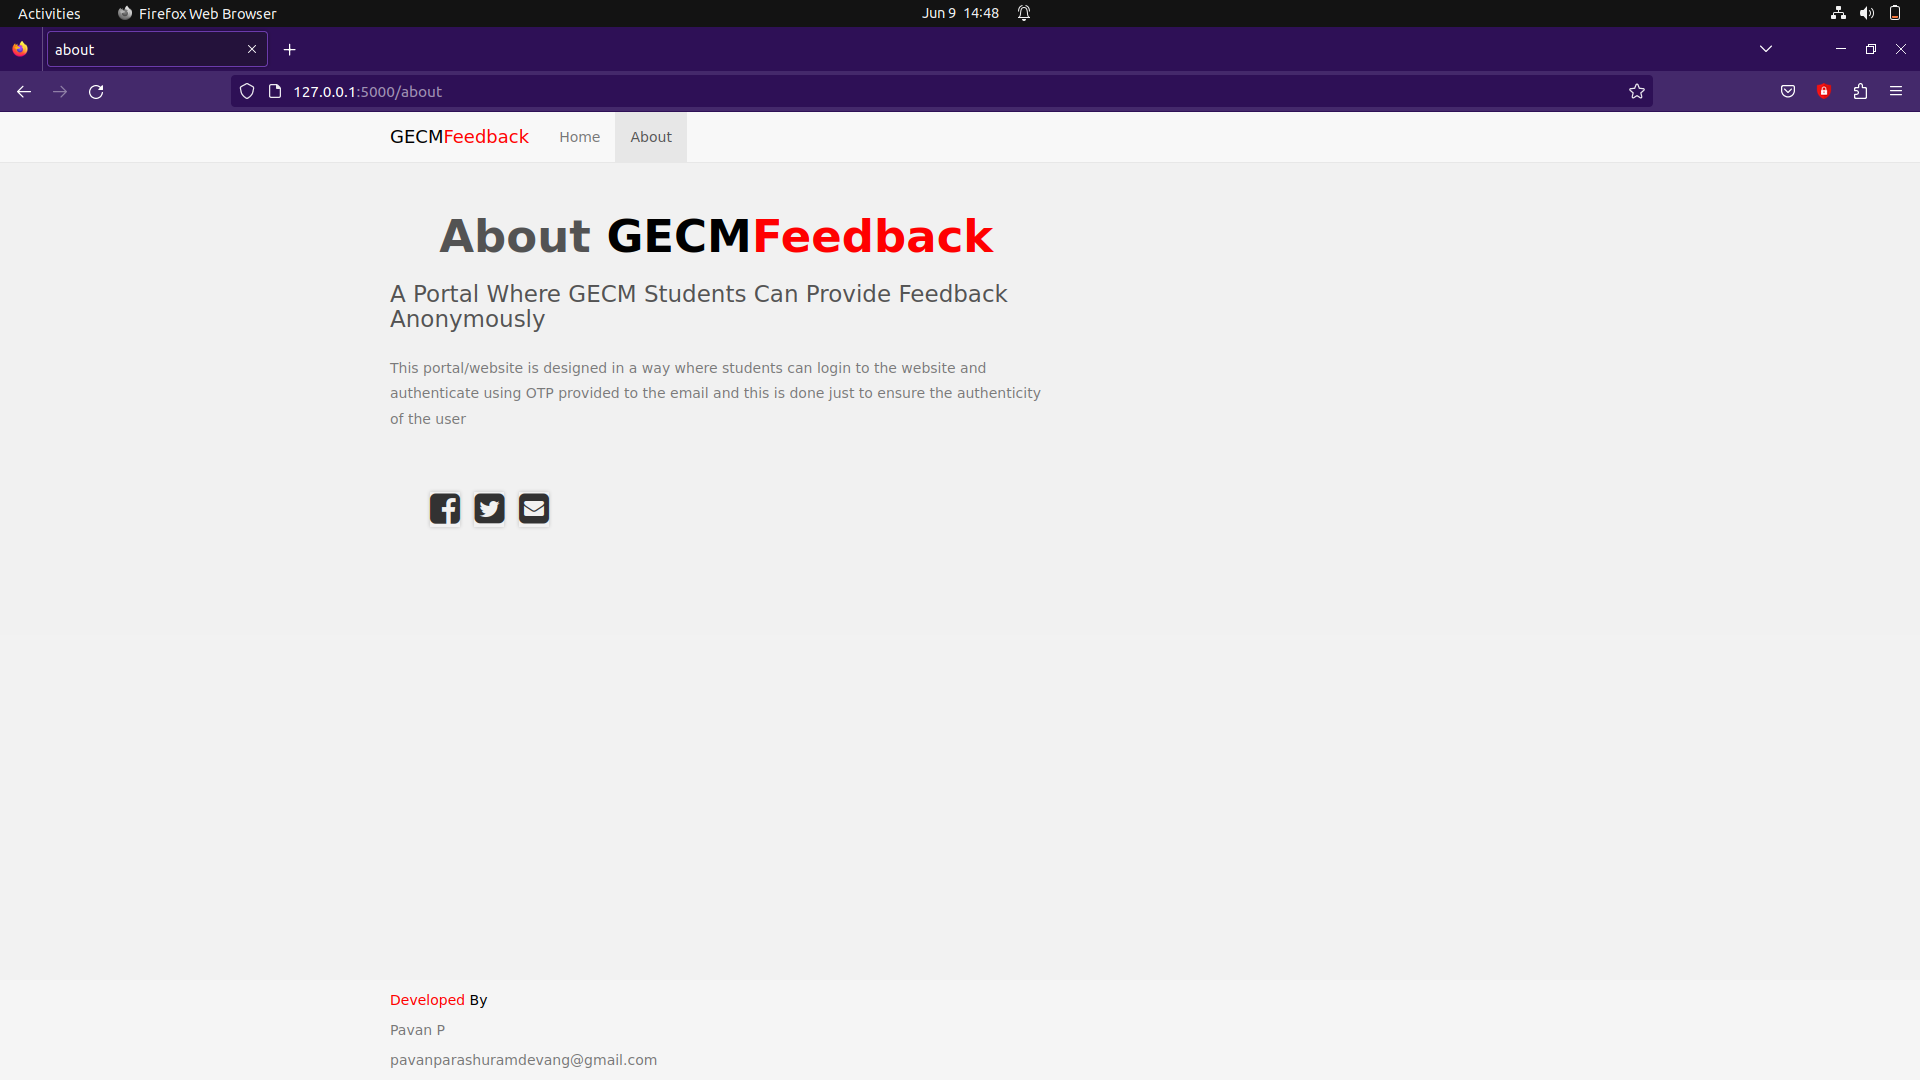 Activities
Firefox Web Browser
Jun 9 14:48
about
127.0.0.1:5000/about
GECMFeedback
Home
About
About GECMFeedback
A Portal Where GECM Students Can Provide Feedback
Anonymously
This portal/website is designed in a way where students can login to the website and
authenticate using OTP provided to the email and this is done just to ensure the authenticity
of the user
Developed By
Pavan P
pavanparashuramdevang@gmail.com